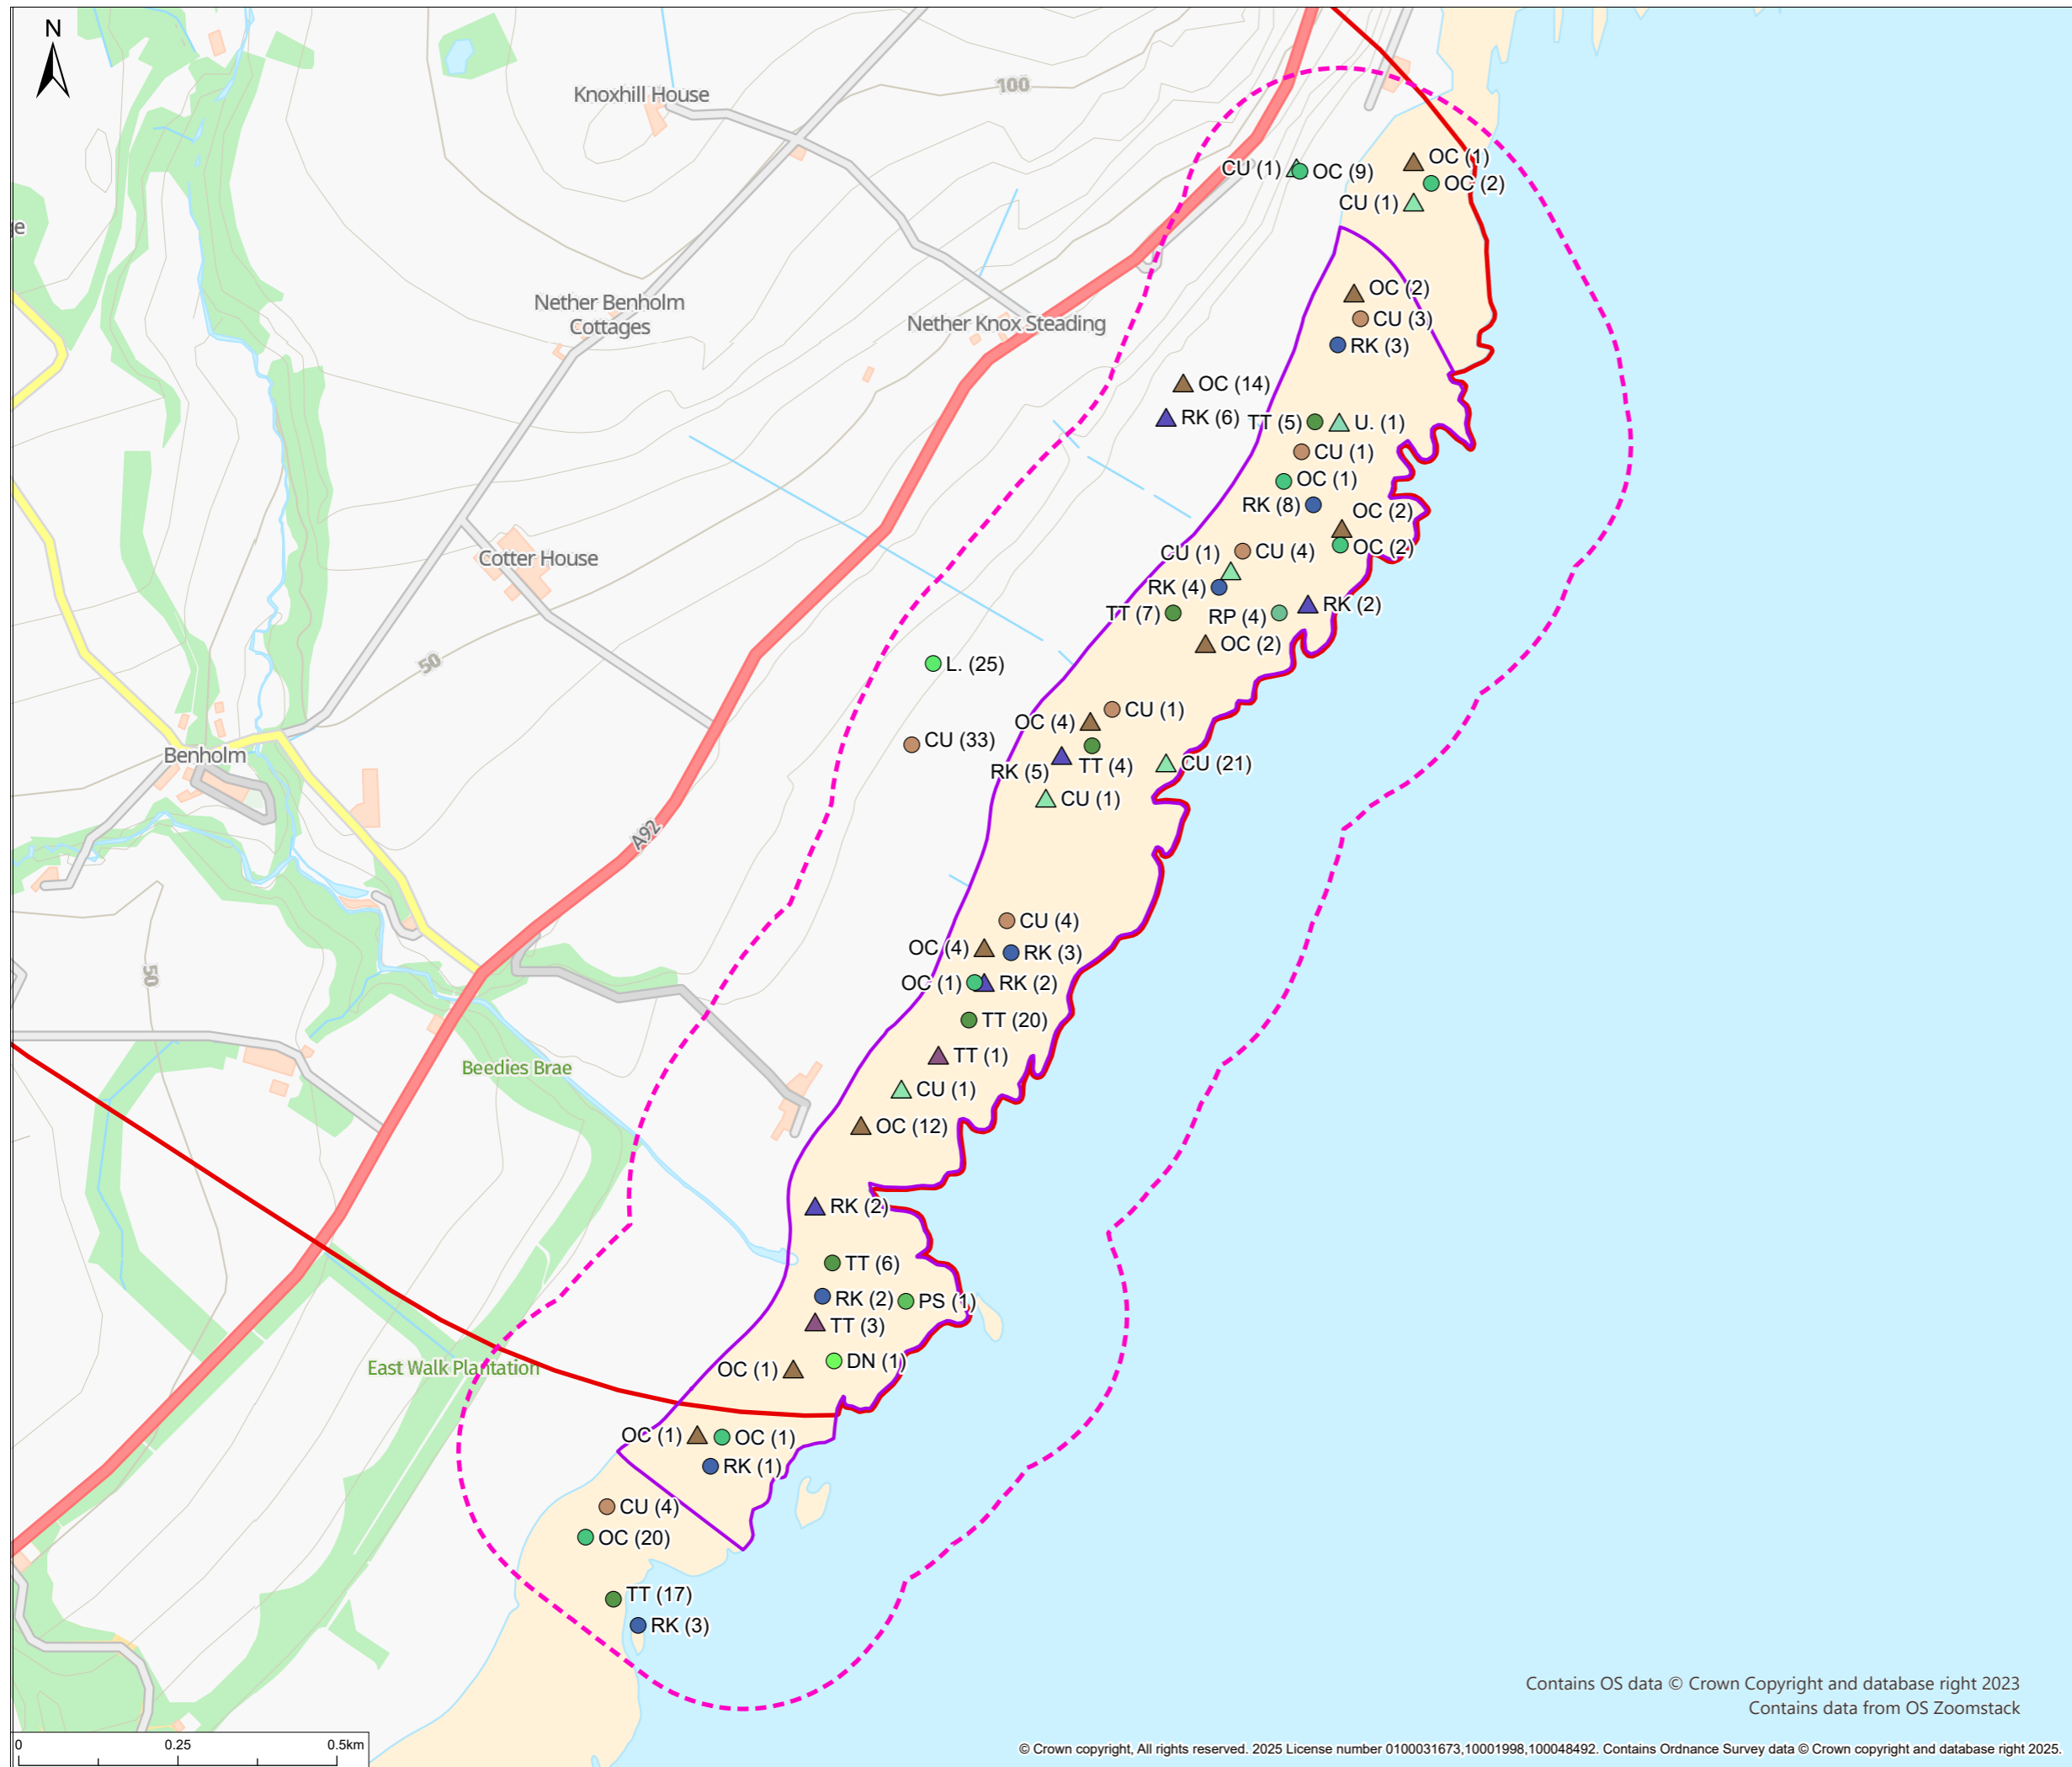 N
Knoxhill House
100
CU (1)
OC (9)
OC (1)
OC (2)
CU (1)
ge
Nether Benholm
Cottages
Nether Knox Steading
OC (2)
CU (3)
RK (3)
OC (14)
RK (6)
TT (5)
U. (1)
CU (1)
OC (1)
RK (8)
OC (2)
OC (2)
Cotter House
CU (1)
CU (4)
RK (4)
TT (7)
RP (4)
RK (2)
OC (2)
50
L. (25)
CU (1)
OC (4)
CU (33)
Benholm
RK (5)
TT (4)
CU (21)
CU (1)
A92
CU (4)
OC (4)
RK (3)
50
OC (1)
RK (2)
TT (20)
Beedies Brae
TT (1)
CU (1)
OC (12)
RK (2)
TT (6)
RK (2)
PS (1)
TT (3)
East Walk Plantation
OC (1)
DN (1)
OC (1)
OC (1)
RK (1)
CU (4)
OC (20)
TT (17)
RK (3)
Contains OS data © Crown Copyright and database right 2023
Contains data from OS Zoomstack
0 0.25 0.5km
© Crown copyright, All rights reserved. 2025 License number 0100031673,10001998,100048492. Contains Ordnance Survey data © Crown copyright and database right 2025.